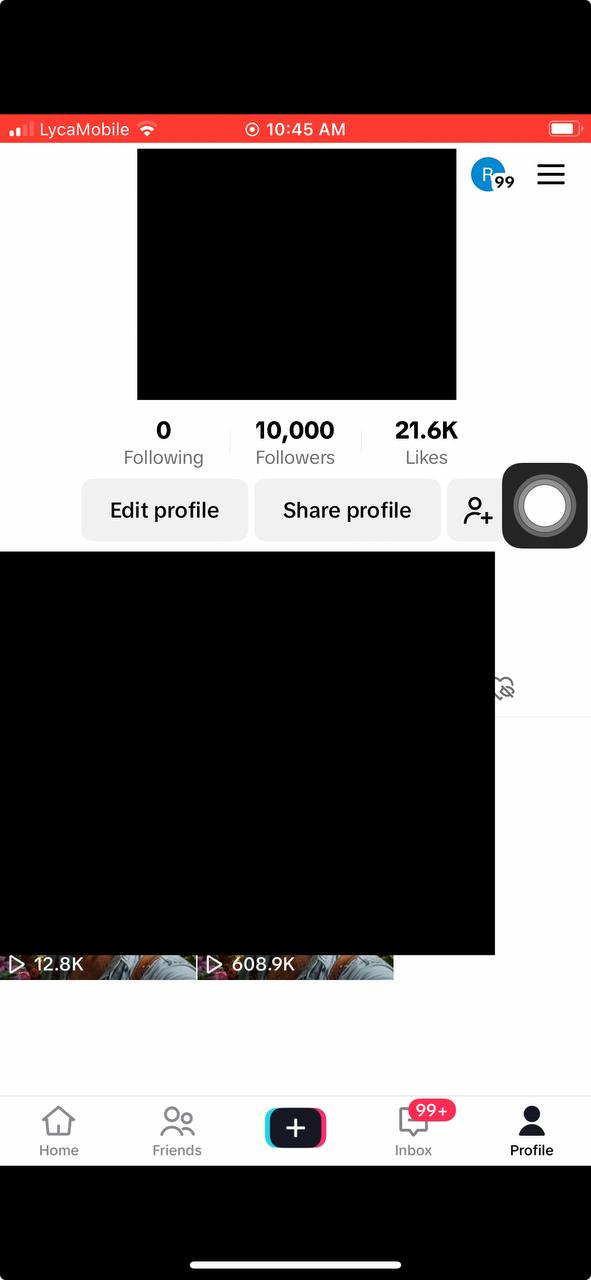 LycaMobile 10:45 AM
R 99
0 10,000 21.6K
Following Followers Likes
Edit profile Share profile
12.8K 608.9K
99+
Home Friends Inbox Profile